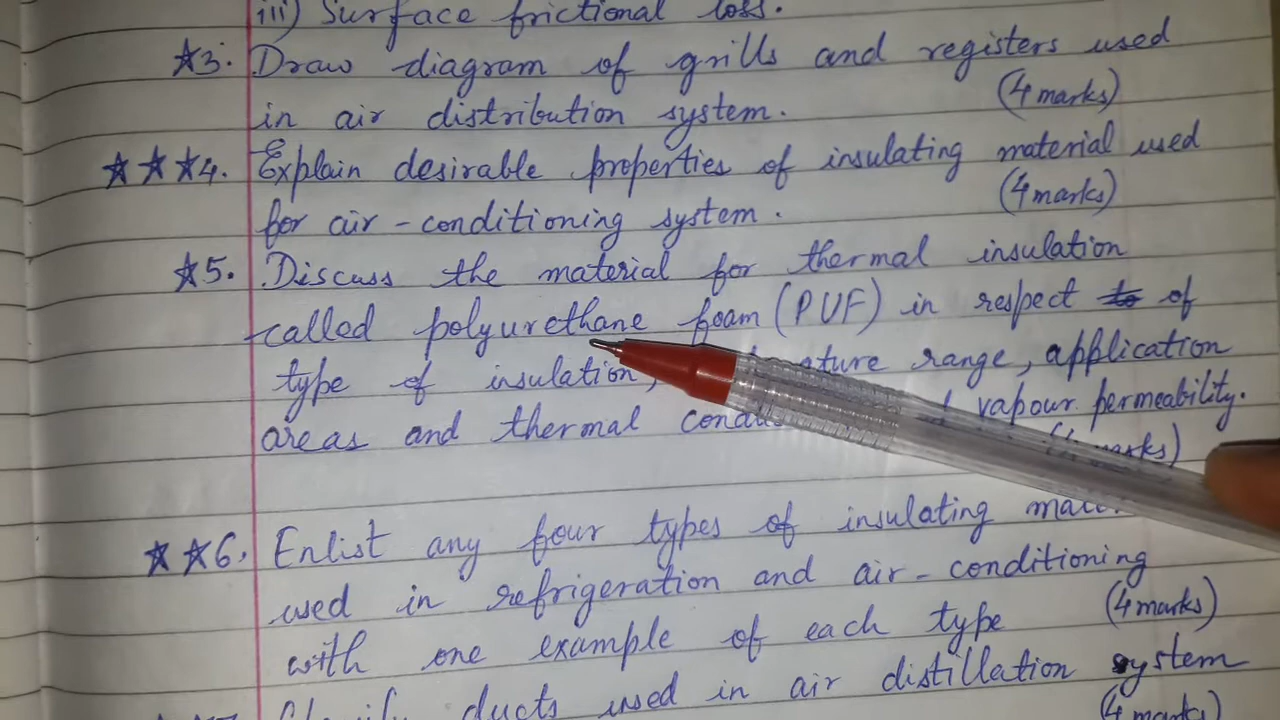 iii) Surface frictional loss.
☆3. Draw diagram of grills and registers used
in air distribution system. (4 marks)
☆☆☆4. Explain desirable properties of insulating material used
for air-conditioning system. (4 marks)
☆5. Discuss the material for thermal insulation
called polyurethane foam (PUF) in respect of
type of insulation, range, application
areas and thermal vapour permeability.
marks)
☆☆6. Enlist any four types of insulating
used in refrigeration and air-conditioning
with one example of each type (4 marks)
ducts used in air distillation system
(4 marks)